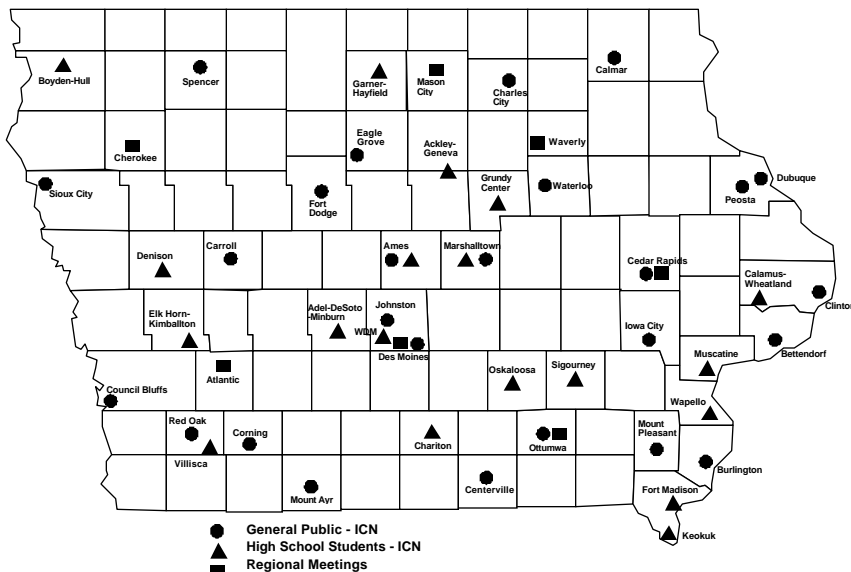 Boyden-Hull
Spencer
Garner-
Hayfield
Mason
City
Charles
City
Calmar
Cherokee
Eagle
Grove
Ackley-
Geneva
Waverly
Sioux City
Fort
Dodge
Grundy
Center
Waterloo
Dubuque
Peosta
Denison
Carroll
Ames
Marshalltown
Cedar Rapids
Calamus-
Wheatland
Clinton
Elk Horn-
Kimballton
Adel-DeSoto
-Minburn
Johnston
WDM
Des Moines
Iowa City
Bettendorf
Atlantic
Oskaloosa
Sigourney
Muscatine
Council Bluffs
Wapello
Red Oak
Corning
Villisca
Chariton
Ottumwa
Mount
Pleasant
Burlington
Mount Ayr
Centerville
Fort Madison
Keokuk
General Public - ICN
High School Students - ICN
Regional Meetings